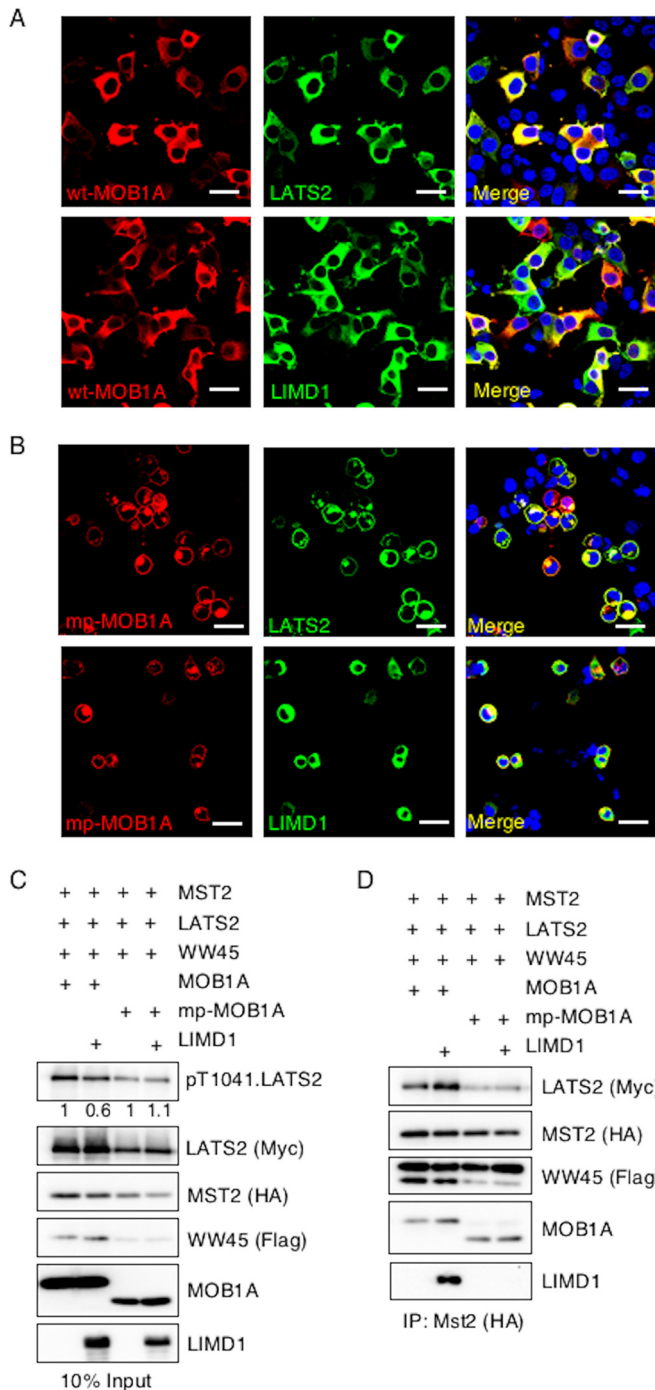 A
wt-MOB1A LATS2 Merge
wt-MOB1A LIMD1 Merge
B
mp-MOB1A LATS2 Merge
mp-MOB1A LIMD1 Merge
C
+ + + + MST2
+ + + + LATS2
+ + + + WW45
+ + MOB1A
+ + mp-MOB1A
+ + LIMD1
pT1041.LATS2
1 0.6 1 1.1
LATS2 (Myc)
MST2 (HA)
WW45 (Flag)
MOB1A
LIMD1
10% Input
D
+ + + + MST2
+ + + + LATS2
+ + + + WW45
+ + MOB1A
+ + mp-MOB1A
+ + LIMD1
LATS2 (Myc)
MST2 (HA)
WW45 (Flag
MOB1A
LIMD1
IP: Mst2 (HA)